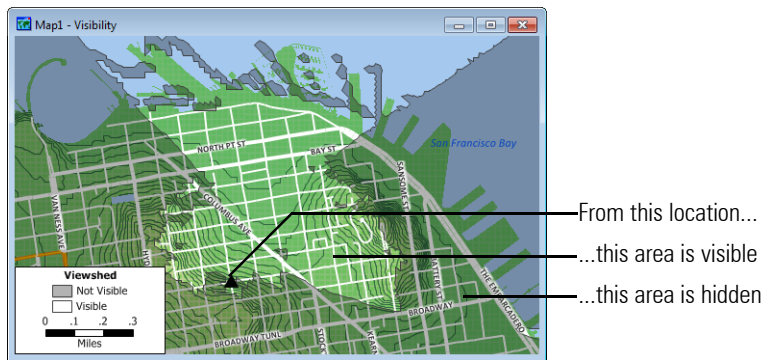 Map1 - Visibility
San Francisco Bay
NORTH PT ST
BAY ST
SANSOME ST
COLUMBUS AVE
VAN NESS AVE
BATTERY ST
THE EMBARCADERO
BROADWAY
BROADWAY TUNL
From this location...
...this area is visible
...this area is hidden
Viewshed
Not Visible
Visible
0 .1 .2 .3
Miles